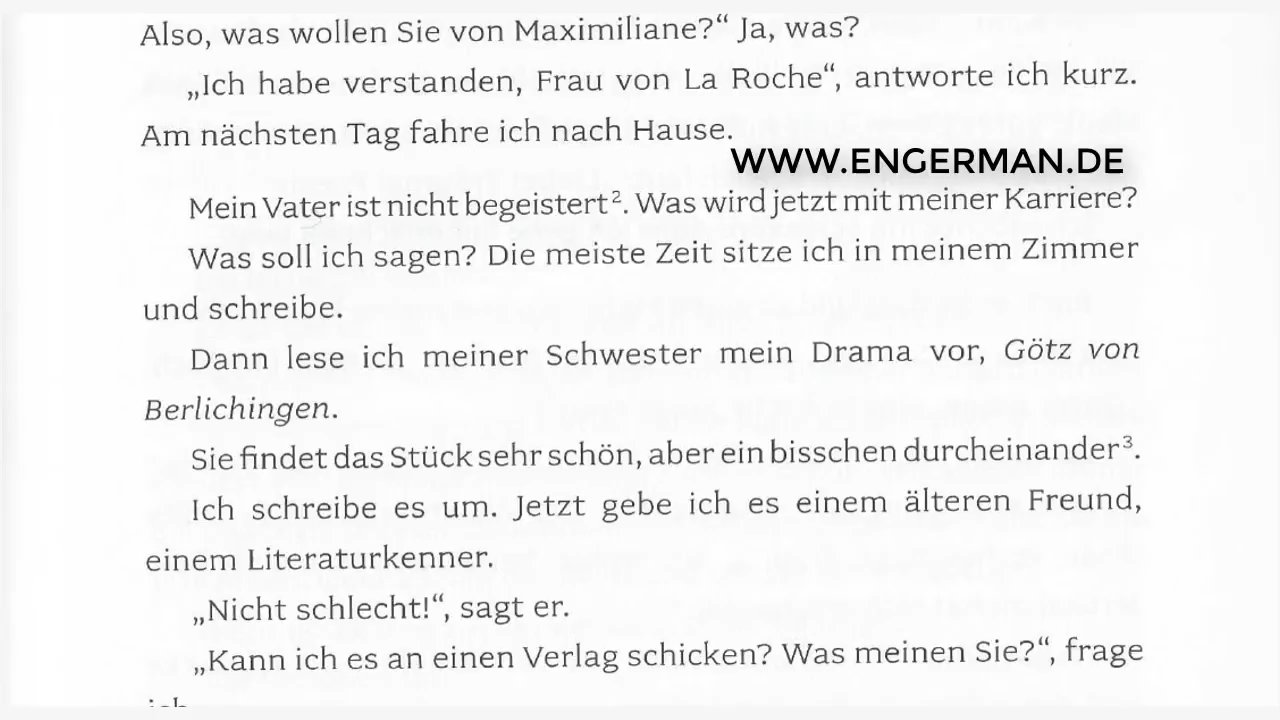 Also, was wollen Sie von Maximiliane?“ Ja, was?
„Ich habe verstanden, Frau von La Roche“, antworte ich kurz.
Am nächsten Tag fahre ich nach Hause.
WWW.ENGERMAN.DE
Mein Vater ist nicht begeistert². Was wird jetzt mit meiner Karriere?
Was soll ich sagen? Die meiste Zeit sitze ich in meinem Zimmer
und schreibe.
Dann lese ich meiner Schwester mein Drama vor, Götz von
Berlichingen.
Sie findet das Stück sehr schön, aber ein bisschen durcheinander³.
Ich schreibe es um. Jetzt gebe ich es einem älteren Freund,
einem Literaturkenner.
„Nicht schlecht!“, sagt er.
„Kann ich es an einen Verlag schicken? Was meinen Sie?“, frage